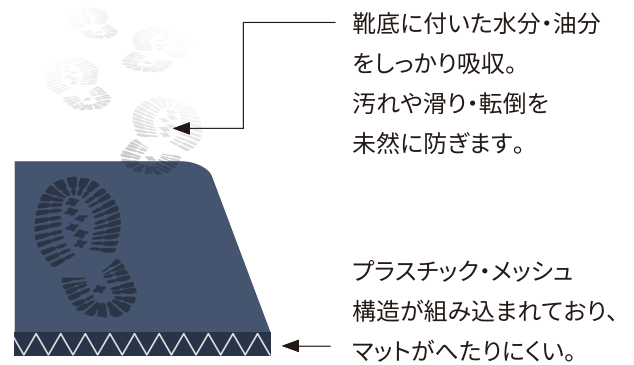 靴底に付いた水分・油分
をしっかり吸収。
汚れや滑り・転倒を
未然に防ぎます。
プラスチック・メッシュ
構造が組み込まれており、
マットがへたりにくい。